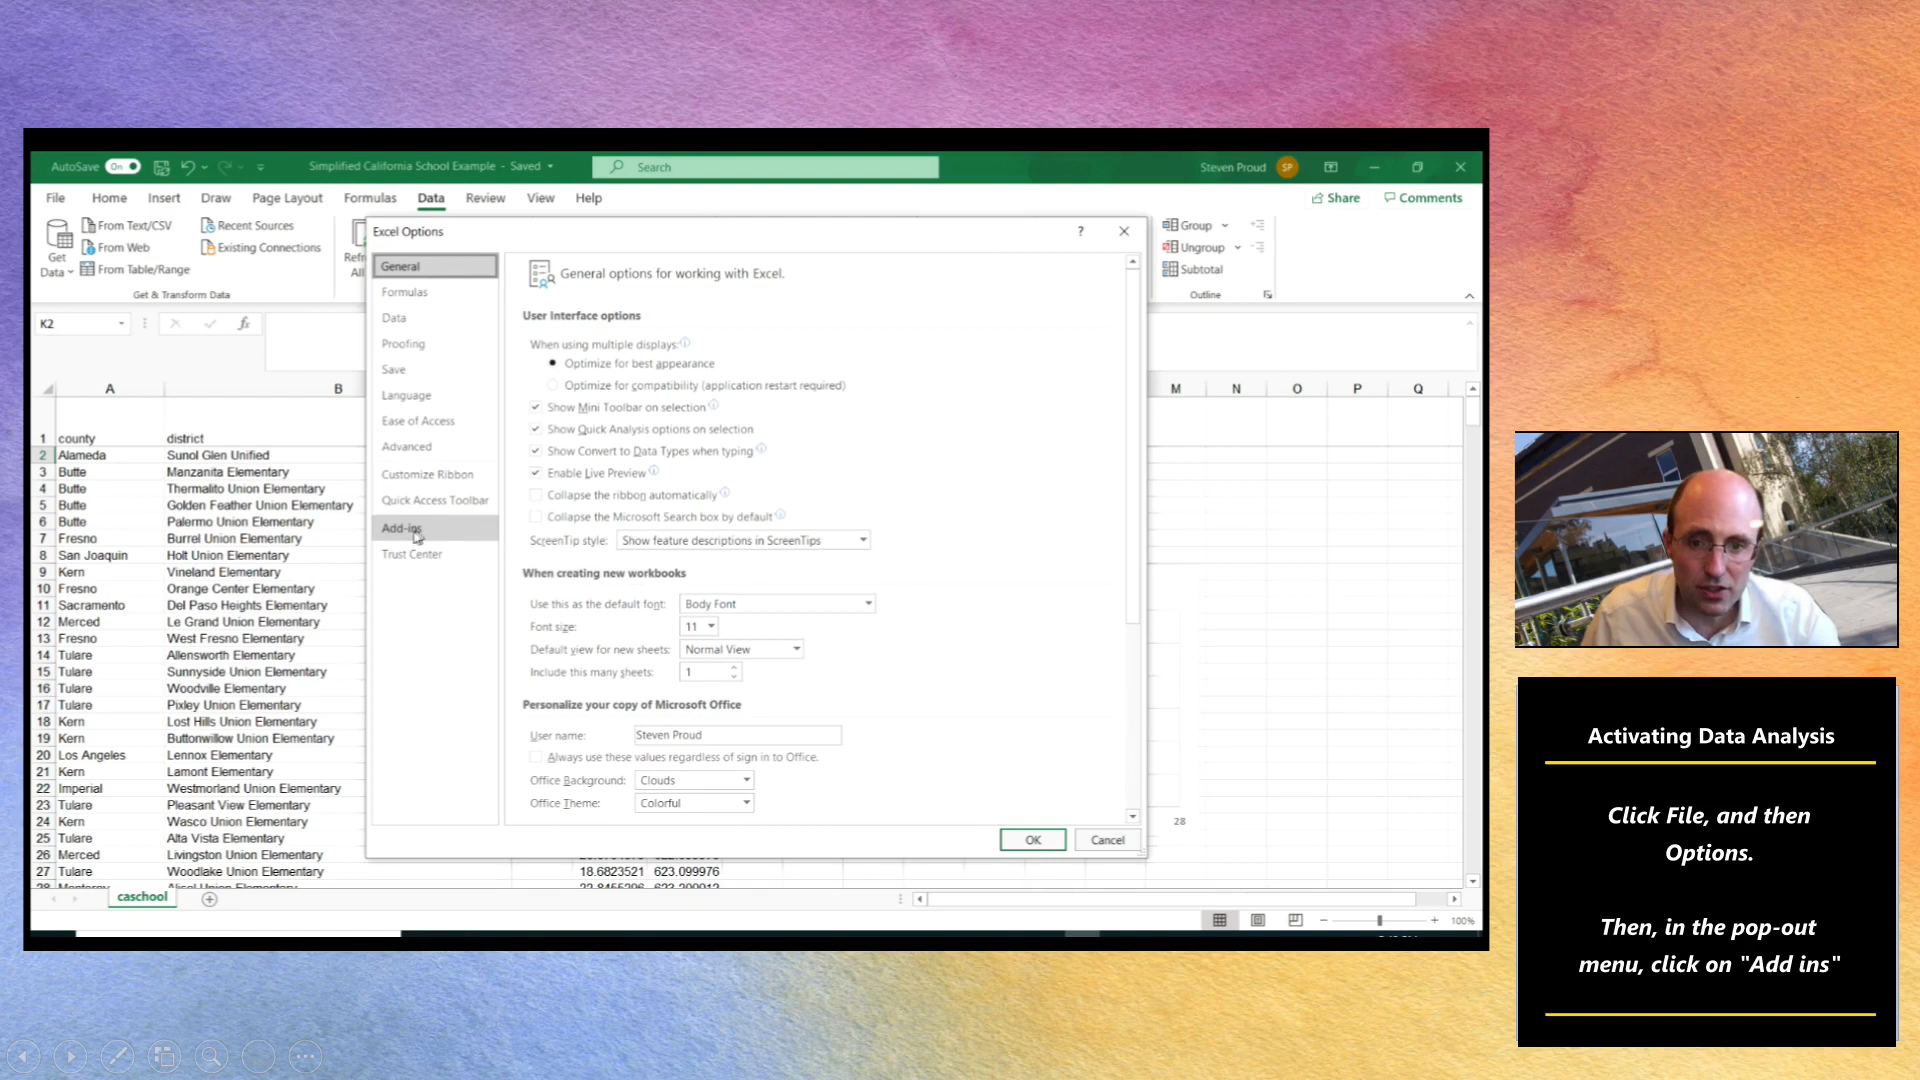 AutoSave On
Simplified California School Example - Saved
Search
Steven Proud SP
File Home Insert Draw Page Layout Formulas Data Review View Help
Share Comments
Get Data
From Text/CSV
From Web
From Table/Range
Recent Sources
Existing Connections
Get & Transform Data
Group
Ungroup
Subtotal
Outline
K2
fx
Excel Options
?
General
Formulas
Data
Proofing
Save
Language
Ease of Access
Advanced
Customize Ribbon
Quick Access Toolbar
Add-ins
Trust Center
General options for working with Excel.
User Interface options
When using multiple displays:
Optimize for best appearance
Optimize for compatibility (application restart required)
Show Mini Toolbar on selection
Show Quick Analysis options on selection
Show Convert to Data Types when typing
Enable Live Preview
Collapse the ribbon automatically
Collapse the Microsoft Search box by default
ScreenTip style: Show feature descriptions in ScreenTips
When creating new workbooks
Use this as the default font: Body Font
Font size: 11
Default view for new sheets: Normal View
Include this many sheets: 1
Personalize your copy of Microsoft Office
User name: Steven Proud
Always use these values regardless of sign in to Office.
Office Background: Clouds
Office Theme: Colorful
OK Cancel
A B M N O P Q
1 county district
2 Alameda Sunol Glen Unified
3 Butte Manzanita Elementary
4 Butte Thermalito Union Elementary
5 Butte Golden Feather Union Elementary
6 Butte Palermo Union Elementary
7 Fresno Burrel Union Elementary
8 San Joaquin Holt Union Elementary
9 Kern Vineland Elementary
10 Fresno Orange Center Elementary
11 Sacramento Del Paso Heights Elementary
12 Merced Le Grand Union Elementary
13 Fresno West Fresno Elementary
14 Tulare Allensworth Elementary
15 Tulare Sunnyside Union Elementary
16 Tulare Woodville Elementary
17 Tulare Pixley Union Elementary
18 Kern Lost Hills Union Elementary
19 Kern Buttonwillow Union Elementary
20 Los Angeles Lennox Elementary
21 Kern Lamont Elementary
22 Imperial Westmorland Union Elementary
23 Tulare Pleasant View Elementary
24 Kern Wasco Union Elementary
25 Tulare Alta Vista Elementary
26 Merced Livingston Union Elementary
27 Tulare Woodlake Union Elementary 18.6823521 623.099976
28
caschool
100%
Activating Data Analysis
Click File, and then
Options.
Then, in the pop-out
menu, click on "Add ins"